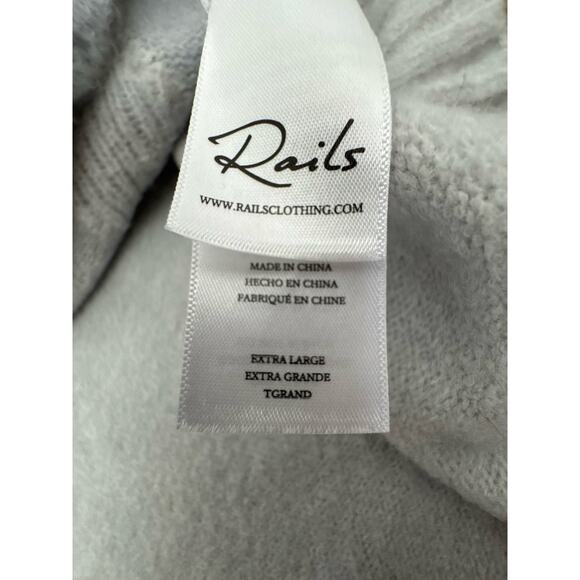 Rails
WWW.RAILSCLOTHING.COM
MADE IN CHINA
HECHO EN CHINA
FABRIQUÉ EN CHINE
EXTRA LARGE
EXTRA GRANDE
TGRAND